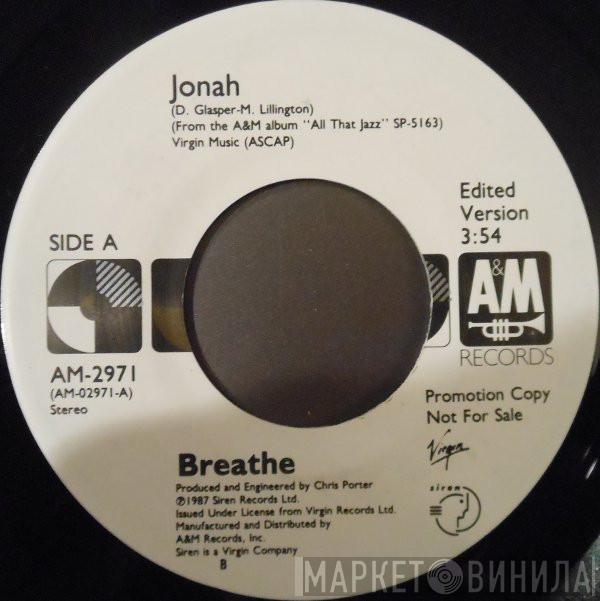 Jonah
(D. Glasper-M. Lillington)
(From the A&M album "All That Jazz" SP-5163)
Virgin Music (ASCAP)
Edited
Version
3:54
SIDE A
A&M
RECORDS
AM-2971
(AM-02971-A)
Stereo
Promotion Copy
Not For Sale
Virgin
siren
Breathe
Produced and Engineered by Chris Porter
℗1987 Siren Records Ltd.
Issued Under License from Virgin Records Ltd.
Manufactured and Distributed by
A&M Records, Inc.
Siren is a Virgin Company
B
МАРКЕТ ВИНИЛА